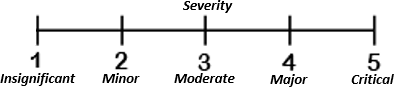 Severity
1 2 3 4 5
Insignificant Minor Moderate Major Critical